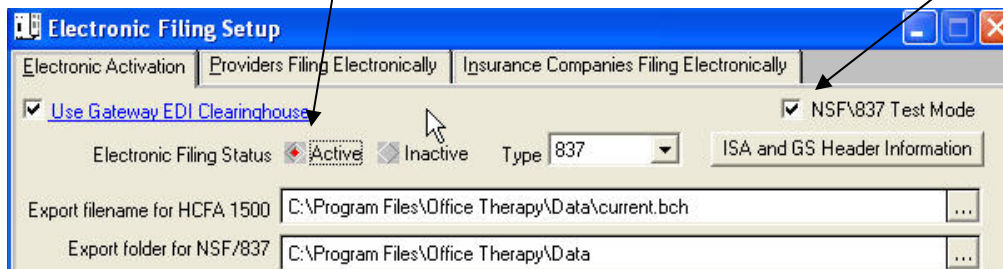 Electronic Filing Setup
Electronic Activation Providers Filing Electronically Insurance Companies Filing Electronically
Use Gateway EDI Clearinghouse NSF\837 Test Mode
Electronic Filing Status Active Inactive Type 837 ISA and GS Header Information
Export filename for HCFA 1500 C:\Program Files\Office Therapy\Data\current.bch ...
Export folder for NSF/837 C:\Program Files\Office Therapy\Data ...